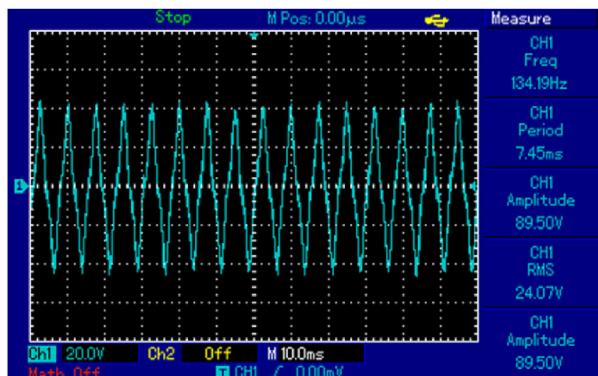 Stop M Pos: 0.00µs Measure
CH1
Freq
134.19Hz
CH1
Period
7.45ms
CH1
Amplitude
89.50V
CH1
RMS
24.07V
CH1
Amplitude
89.50V
1
Ch1 20.0V Ch2 Off M 10.0ms
Math Off T CH1 / 0.00mV